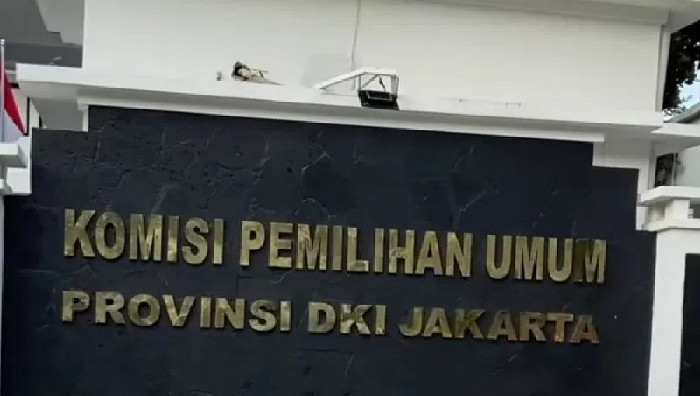 KOMISI PEMILIHAN UMUM
PROVINSI DKI JAKARTA